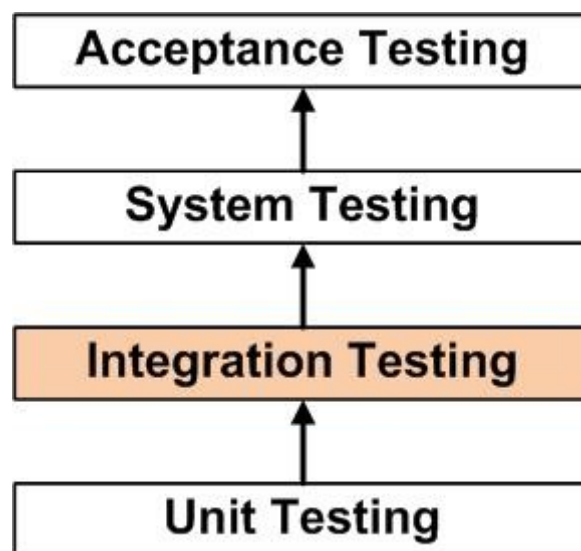 Acceptance Testing
System Testing
Integration Testing
Unit Testing